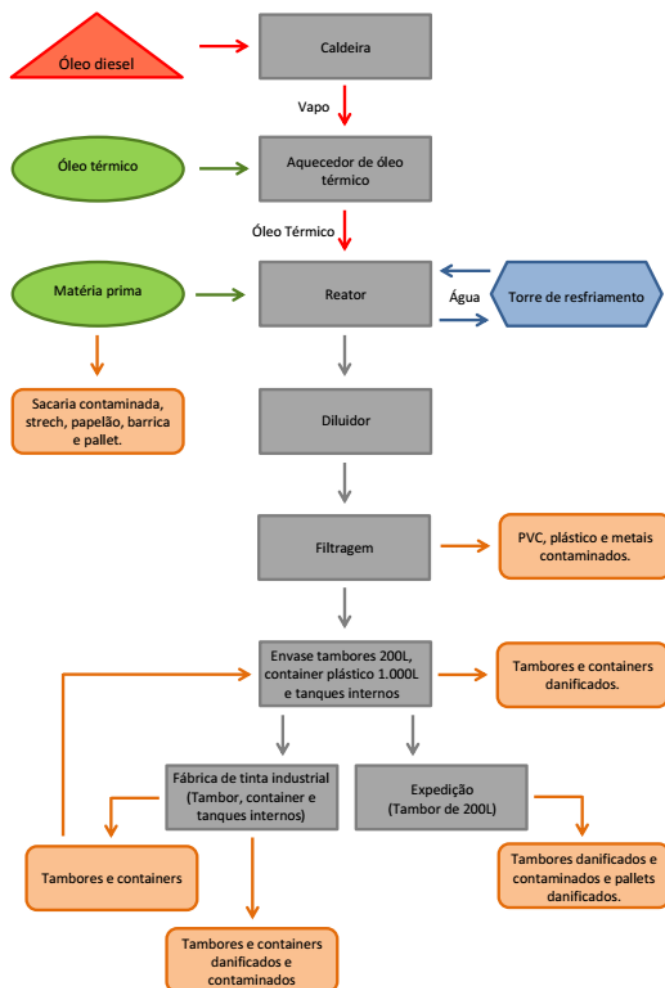 Óleo diesel
Caldeira
Vapo
Óleo térmico
Aquecedor de óleo
térmico
Óleo Térmico
Matéria prima
Reator
Água
Torre de resfriamento
Sacaria contaminada,
strech, papelão, barrica
e pallet.
Diluidor
Filtragem
PVC, plástico e metais
contaminados.
Envase tambores 200L,
container plástico 1.000L
e tanques internos
Tambores e containers
danificados.
Fábrica de tinta industrial
(Tambor, container e
tanques internos)
Expedição
(Tambor de 200L)
Tambores e containers
Tambores danificados e
contaminados e pallets
danificados.
Tambores e containers
danificados e
contaminados